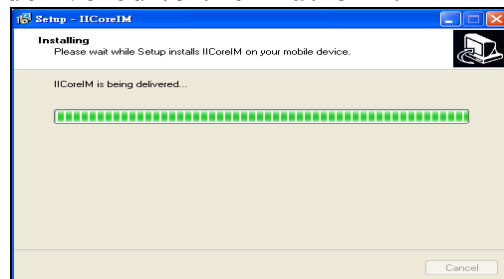 Setup - IICoreIM
Installing
Please wait while Setup installs IICoreIM on your mobile device.
IICoreIM is being delivered...
Cancel